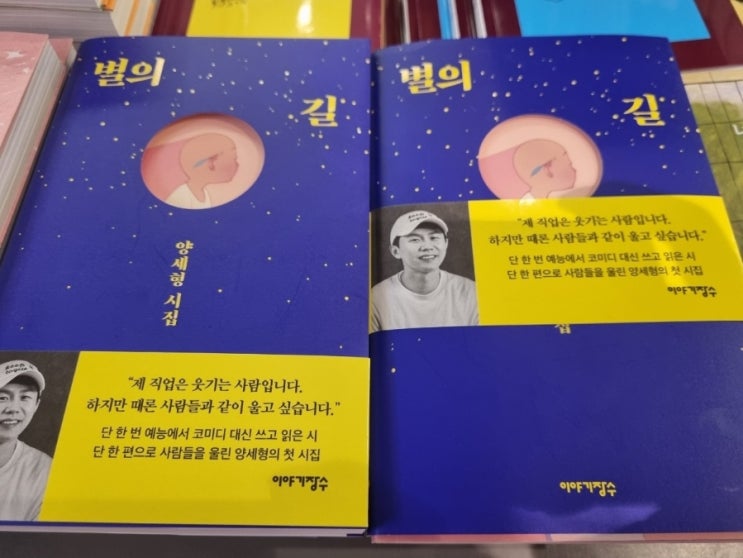 별의
길
양세형 시집
"제 직업은 웃기는 사람입니다.
하지만 때론 사람들과 같이 울고 싶습니다."
단 한 번 예능에서 코미디 대신 쓰고 읽은 시
단 한 편으로 사람들을 울린 양세형의 첫 시집
이야기장수
별의
길
"제 직업은 웃기는 사람입니다.
하지만 때론 사람들과 같이 울고 싶습니다."
단 한 번 예능에서 코미디 대신 쓰고 읽은 시
단 한 편으로 사람들을 울린 양세형의 첫 시집
이야기장수
이야기장수